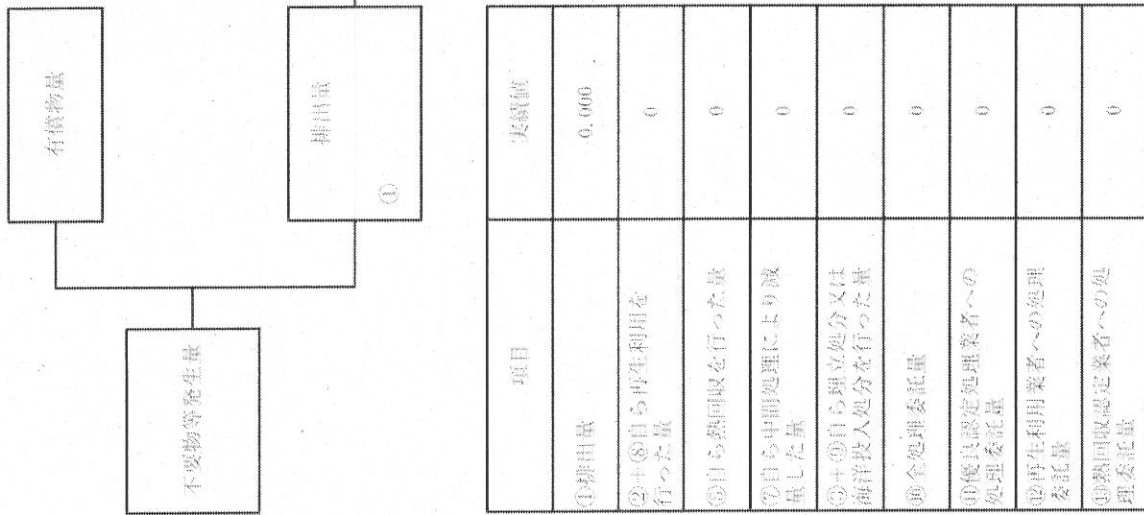 有償物量
不要物等発生量
排出量
①
項目
実績値
①排出量
0.000
②+⑧自ら再生利用を
行った量
0
⑤自ら熱回収を行った量
0
⑦自ら中間処理により減
量した量
0
③+⑨自ら埋立処分又は
海洋投入処分を行った量
0
⑩全処理委託量
0
⑪優良認定処理業者への
処理委託量
0
⑫再生利用業者への処理
委託量
0
⑬熱回収認定業者への処
理委託量
0